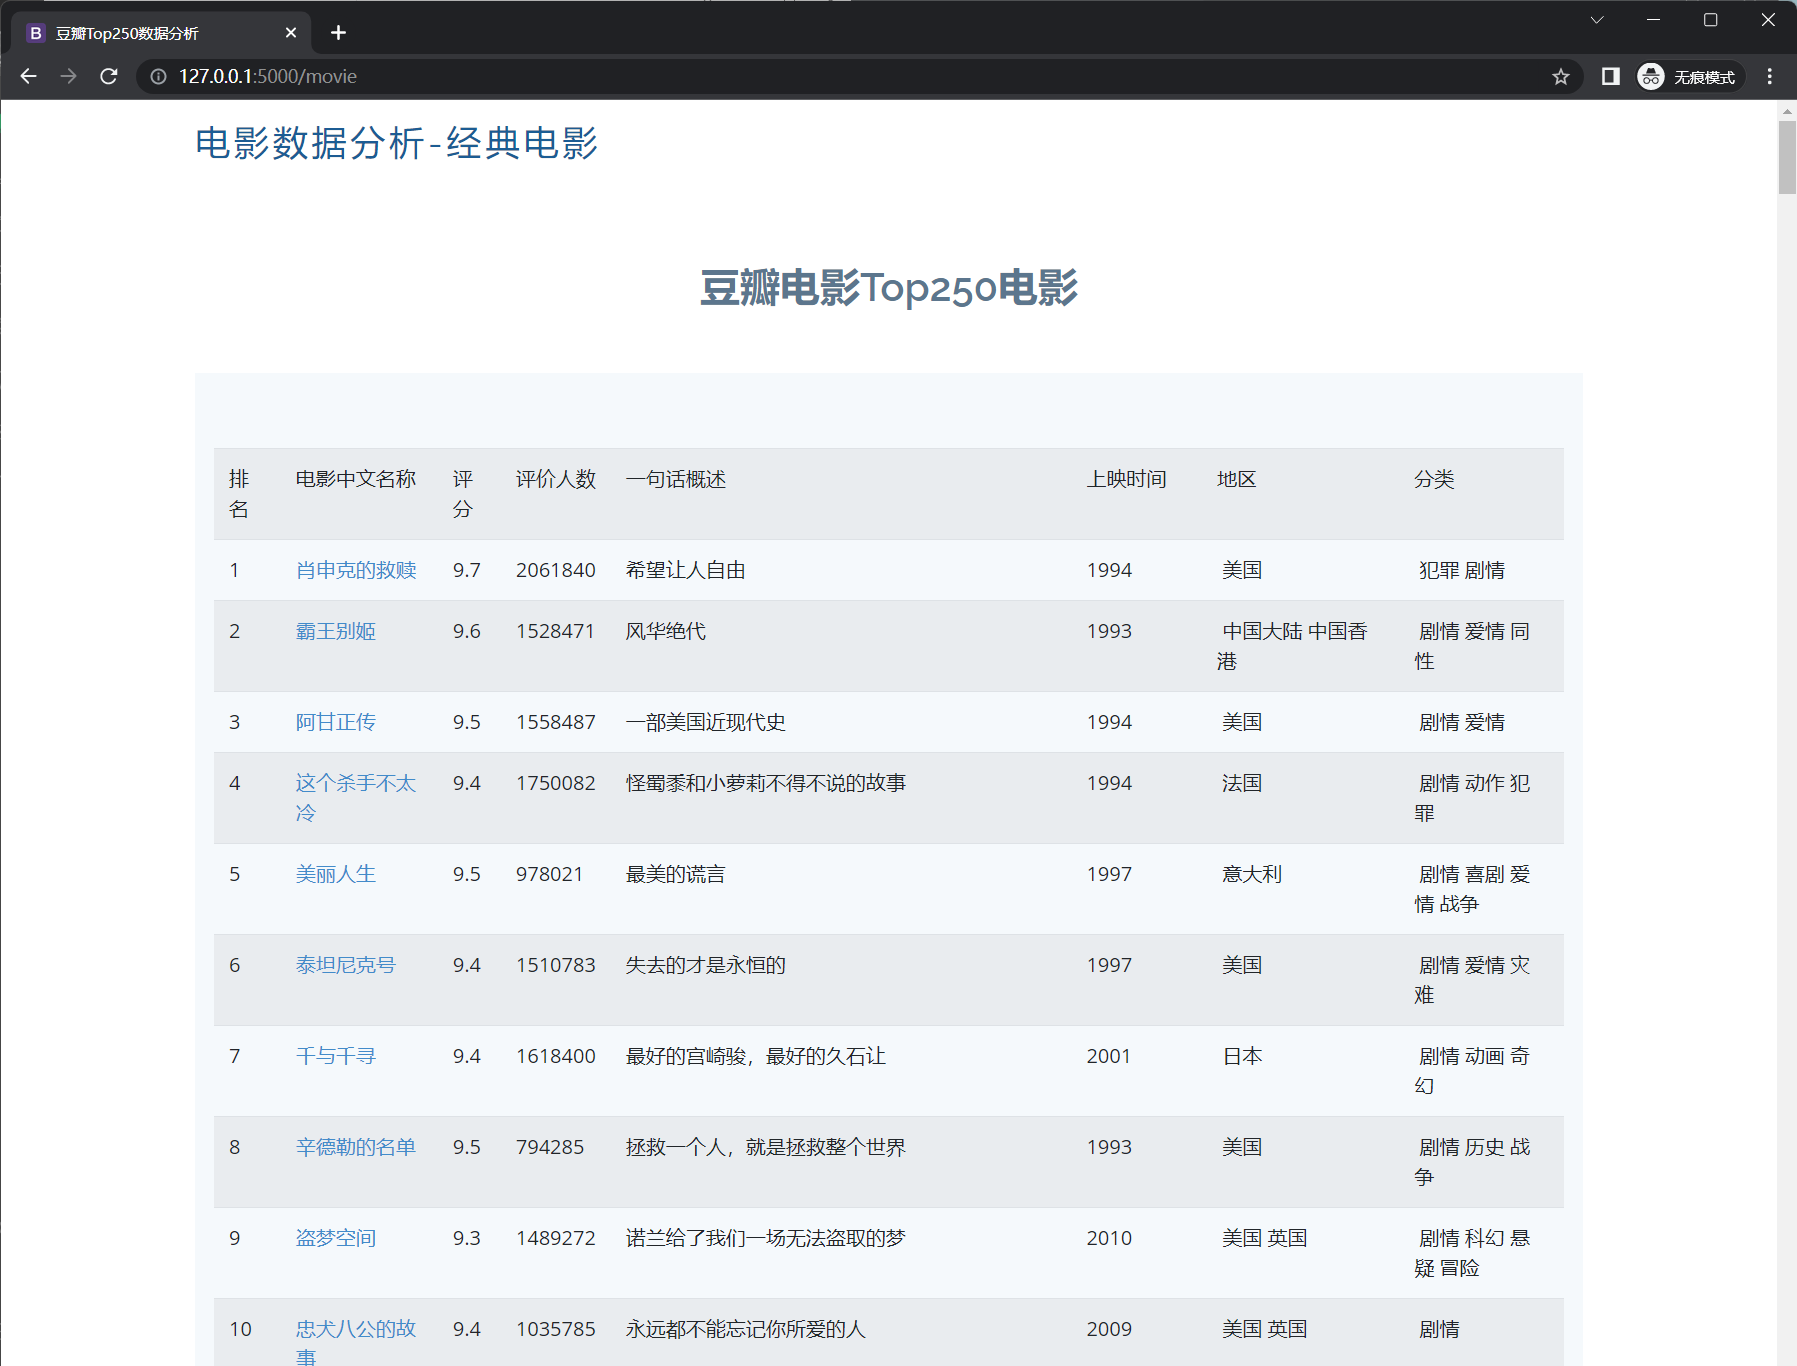 B 豆瓣Top250数据分析
127.0.0.1:5000/movie
无痕模式
电影数据分析-经典电影
豆瓣电影Top250电影
排名 电影中文名称 评分 评价人数 一句话概述 上映时间 地区 分类
1 肖申克的救赎 9.7 2061840 希望让人自由 1994 美国 犯罪 剧情
2 霸王别姬 9.6 1528471 风华绝代 1993 中国大陆 中国香港 剧情 爱情 同性
3 阿甘正传 9.5 1558487 一部美国近现代史 1994 美国 剧情 爱情
4 这个杀手不太冷 9.4 1750082 怪蜀黍和小萝莉不得不说的故事 1994 法国 剧情 动作 犯罪
5 美丽人生 9.5 978021 最美的谎言 1997 意大利 剧情 喜剧 爱情 战争
6 泰坦尼克号 9.4 1510783 失去的才是永恒的 1997 美国 剧情 爱情 灾难
7 千与千寻 9.4 1618400 最好的宫崎骏，最好的久石让 2001 日本 剧情 动画 奇幻
8 辛德勒的名单 9.5 794285 拯救一个人，就是拯救整个世界 1993 美国 剧情 历史 战争
9 盗梦空间 9.3 1489272 诺兰给了我们一场无法盗取的梦 2010 美国 英国 剧情 科幻 悬疑 冒险
10 忠犬八公的故事 9.4 1035785 永远都不能忘记你所爱的人 2009 美国 英国 剧情